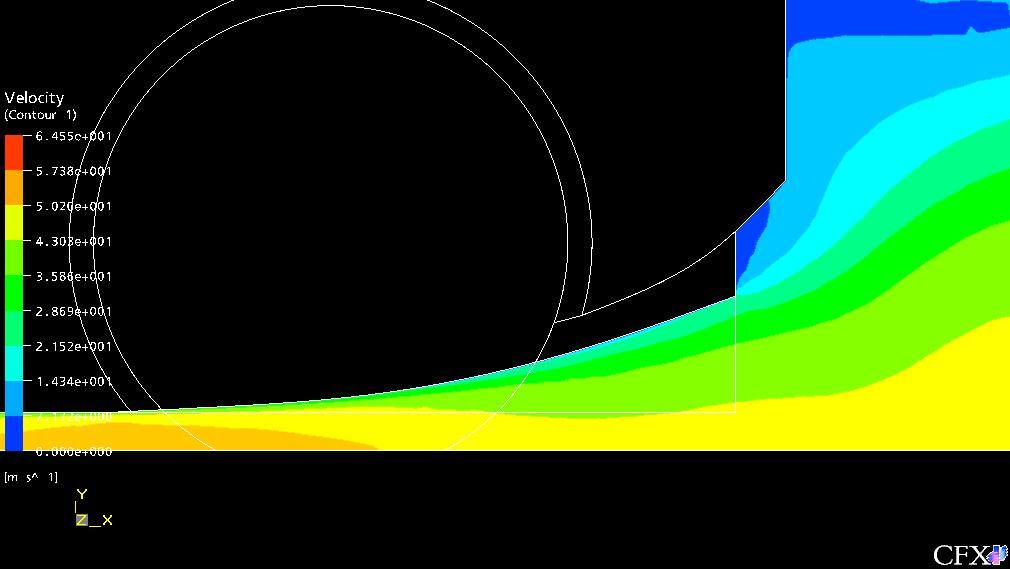 Velocity
(Contour 1)
6.455e+001
5.738e+001
5.020e+001
4.303e+001
3.586e+001
2.869e+001
2.152e+001
1.434e+001
0.000e+000
[m s^ 1]
Y
Z X
CFX